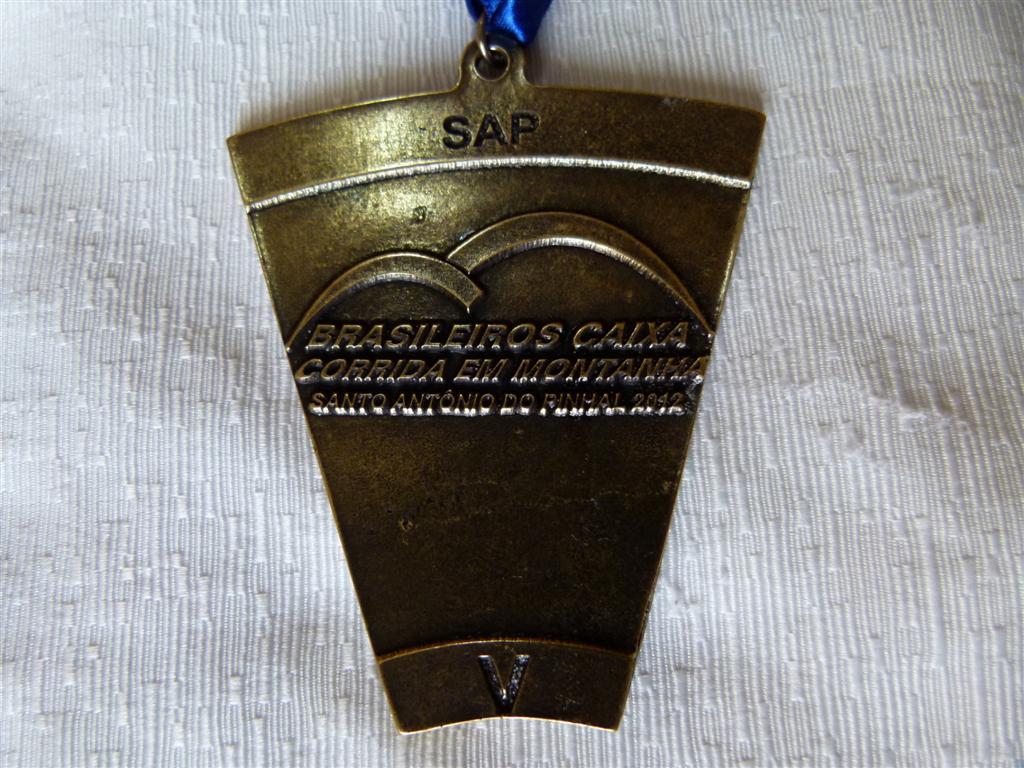 SAP
BRASILEIROS CAIXA
CORRIDA EM MONTANHA
SANTO ANTÔNIO DO PINHAL 2012
V